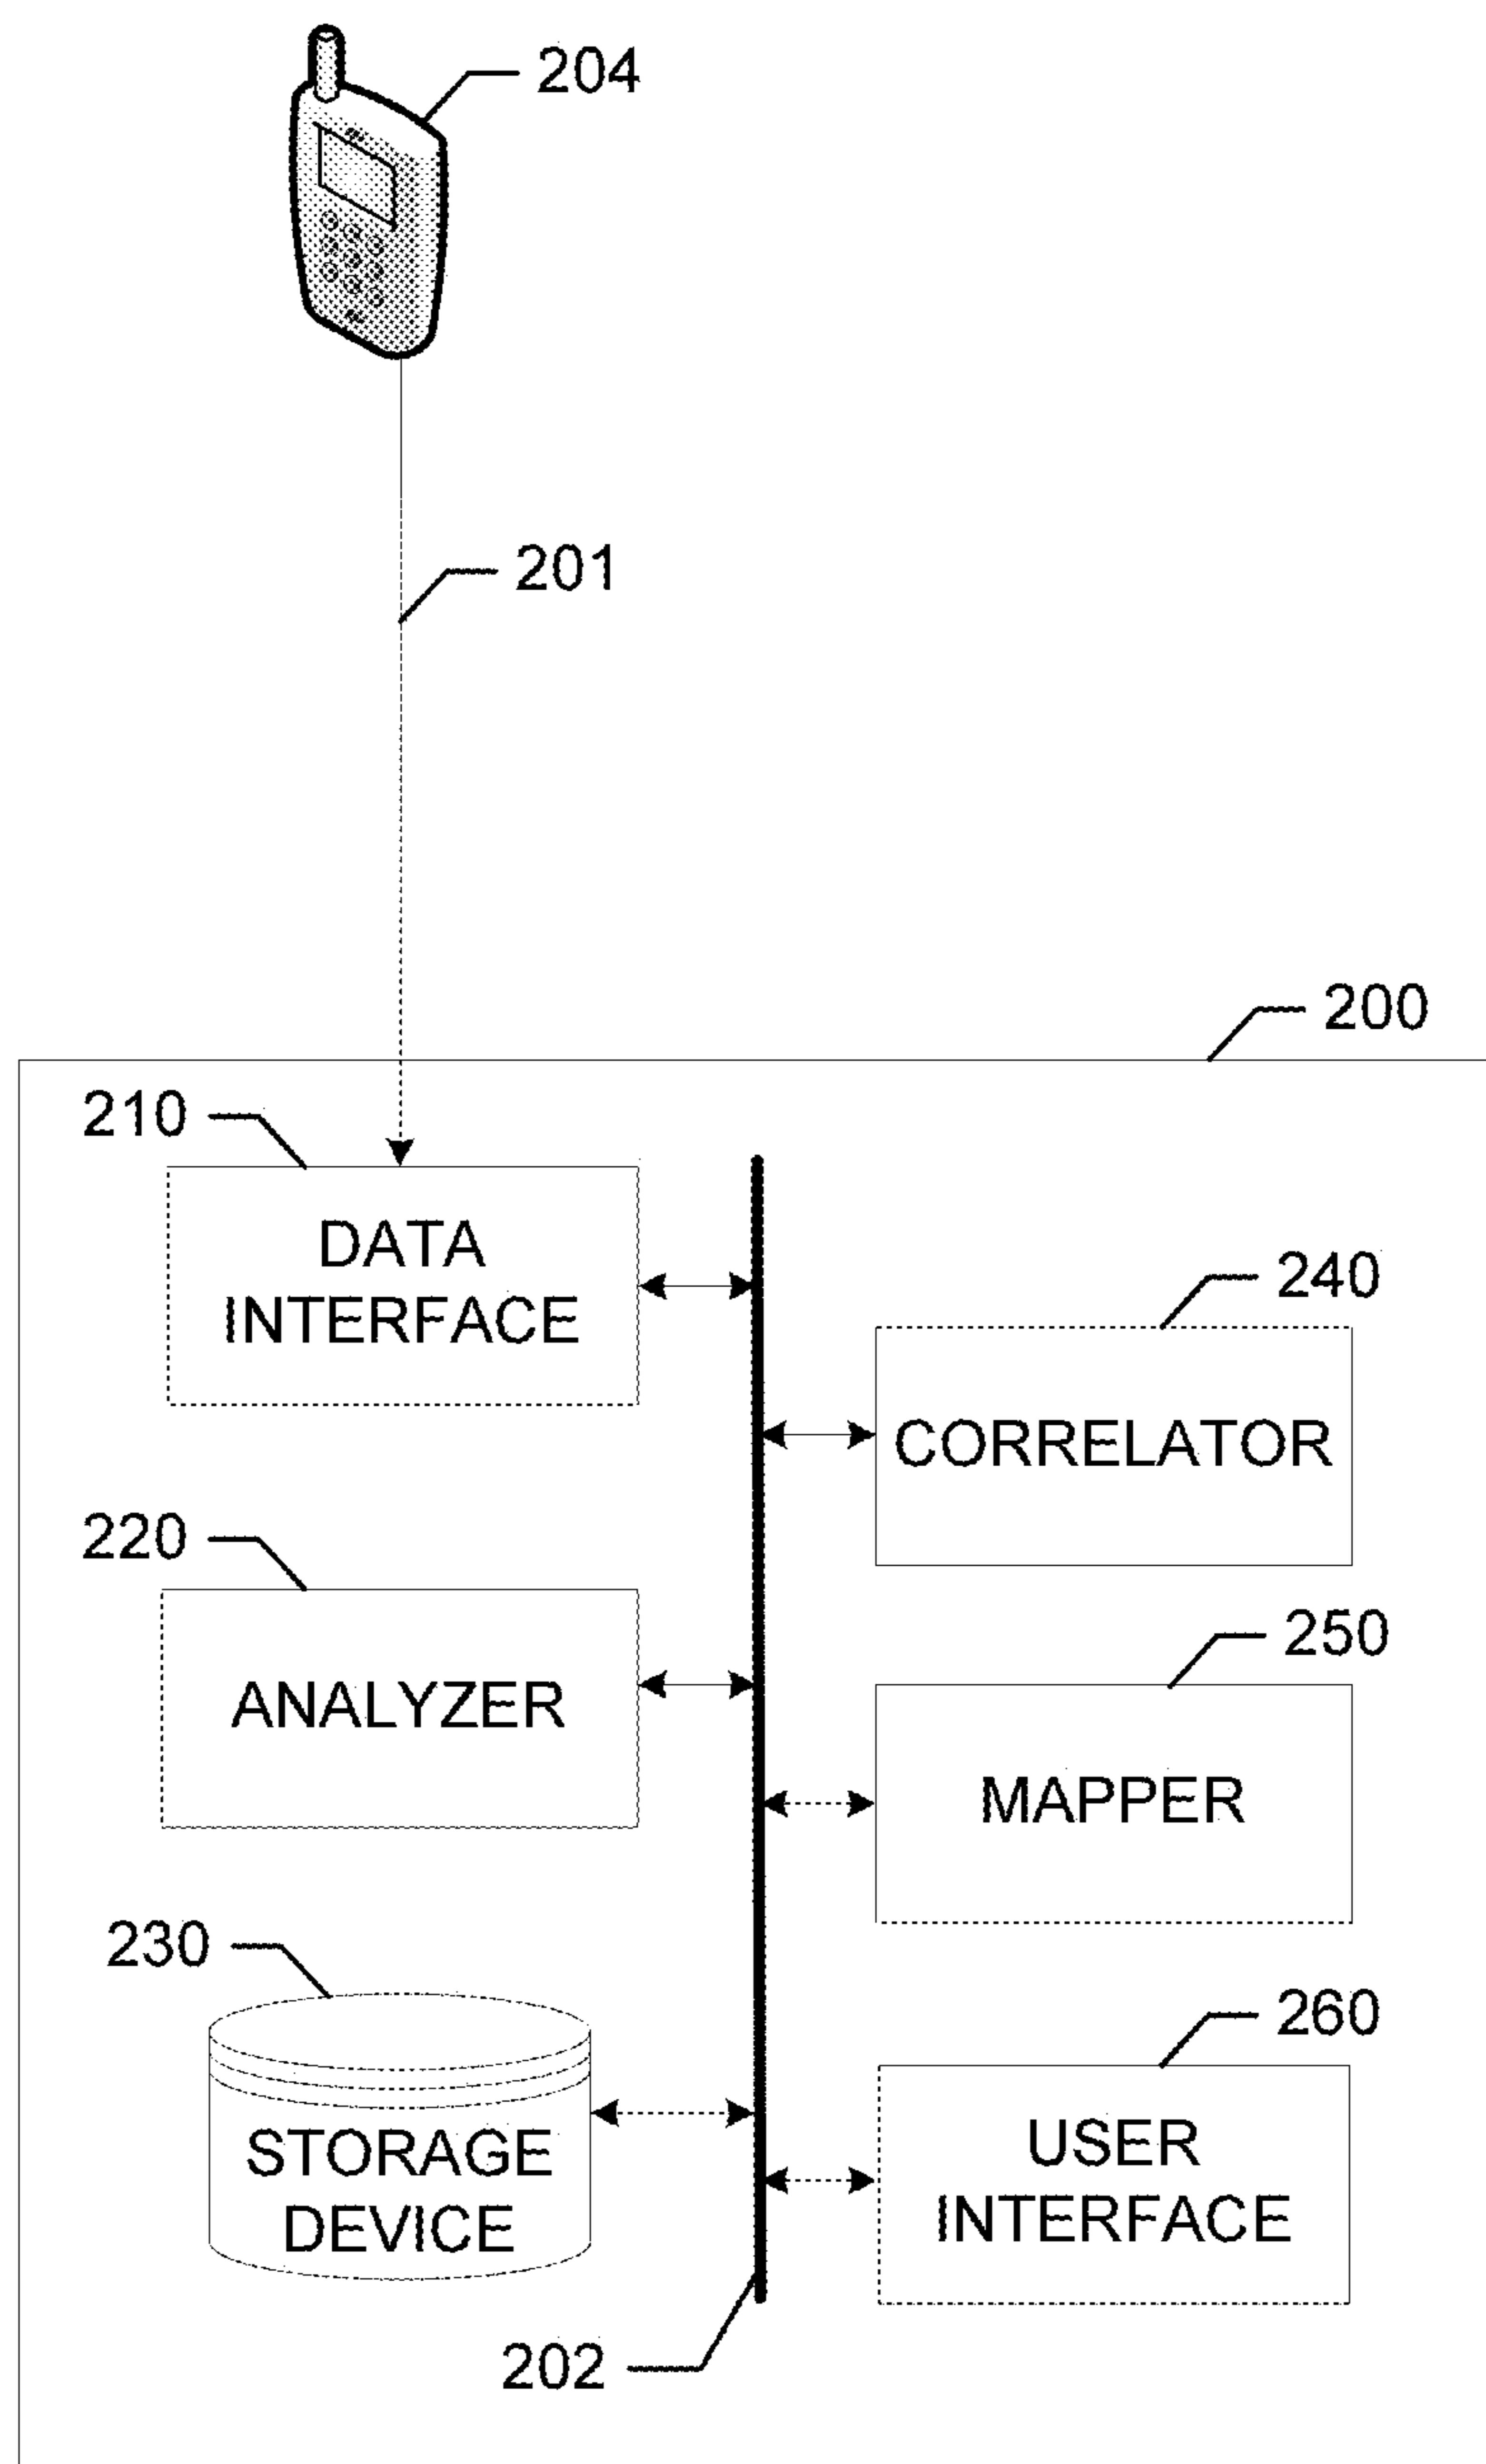 204
201
200
210
DATA
INTERFACE
240
CORRELATOR
220
ANALYZER
250
MAPPER
230
STORAGE
DEVICE
260
USER
INTERFACE
202